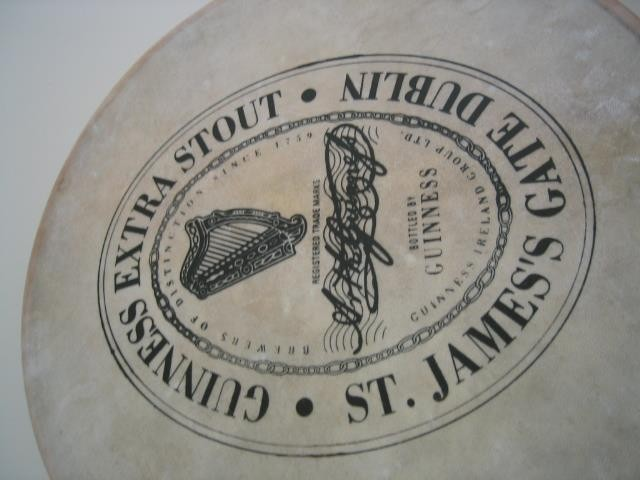 GUINNESS EXTRA STOUT
BREWERS OF DISTINCTION SINCE 1759
REGISTERED TRADE MARKS
BOTTLED BY
GUINNESS
GUINNESS IRELAND GROUP LTD.
ST. JAMES'S GATE DUBLIN